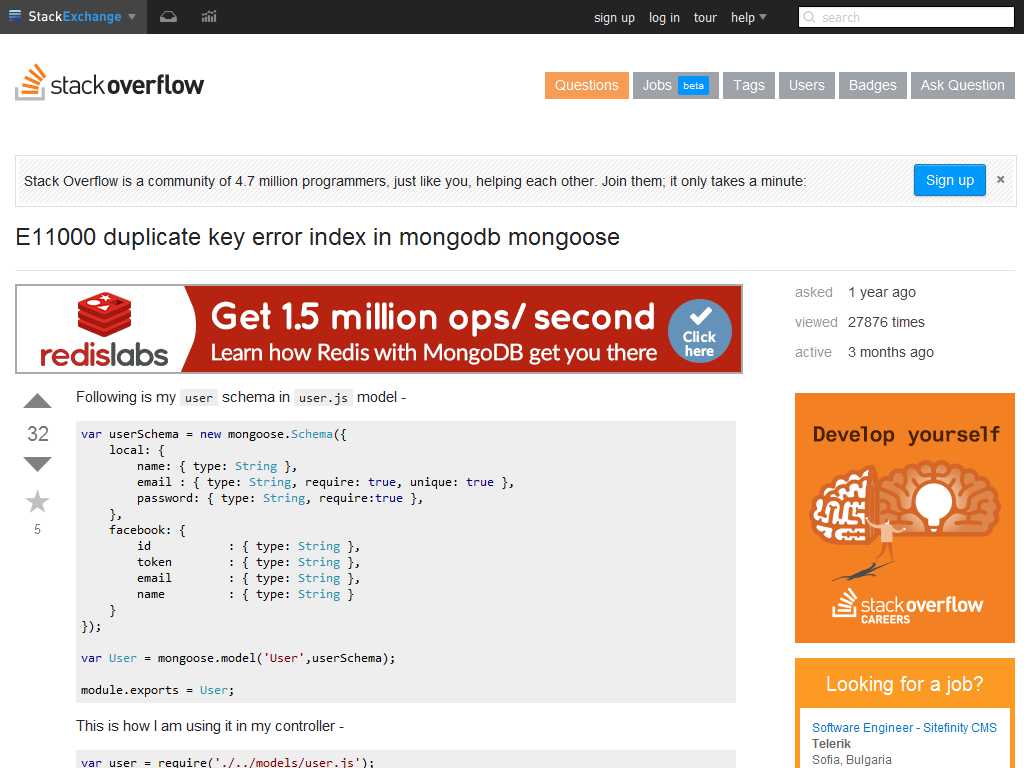 StackExchange
sign up log in tour help
search
stackoverflow
Questions Jobs beta Tags Users Badges Ask Question
Stack Overflow is a community of 4.7 million programmers, just like you, helping each other. Join them; it only takes a minute:
Sign up ×
E11000 duplicate key error index in mongodb mongoose
redislabs
Get 1.5 million ops/ second
Learn how Redis with MongoDB get you there
Click
here
asked 1 year ago
viewed 27876 times
active 3 months ago
32
5
Following is my user schema in user.js model -
var userSchema = new mongoose.Schema({
    local: {
        name: { type: String },
        email : { type: String, require: true, unique: true },
        password: { type: String, require:true },
    },
    facebook: {
        id           : { type: String },
        token        : { type: String },
        email        : { type: String },
        name         : { type: String }
    }
});
var User = mongoose.model('User',userSchema);
module.exports = User;
This is how I am using it in my controller -
var user = require('./../models/user.js');
Develop yourself
stackoverflow
CAREERS
Looking for a job?
Software Engineer - Sitefinity CMS
Telerik
Sofia, Bulgaria